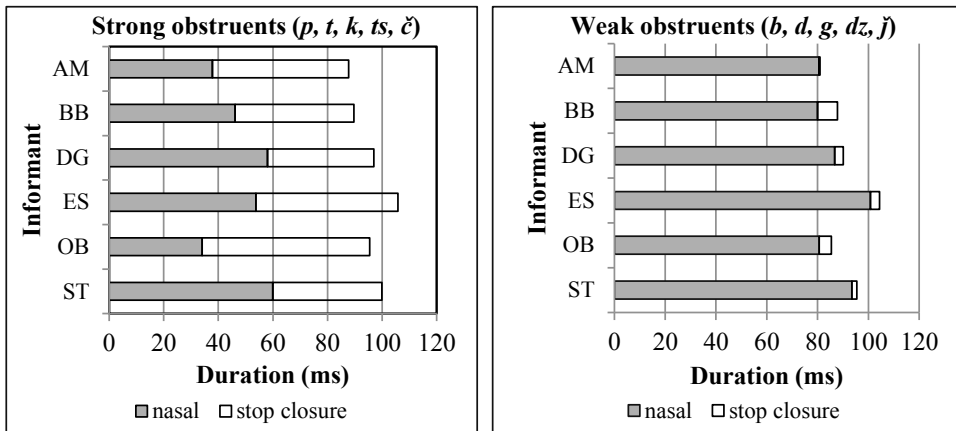 Strong obstruents (p, t, k, ts, č)
Informant
AM
BB
DG
ES
OB
ST
0 20 40 60 80 100 120
Duration (ms)
nasal stop closure
Weak obstruents (b, d, g, dz, ǰ)
Informant
AM
BB
DG
ES
OB
ST
0 20 40 60 80 100 120
Duration (ms)
nasal stop closure